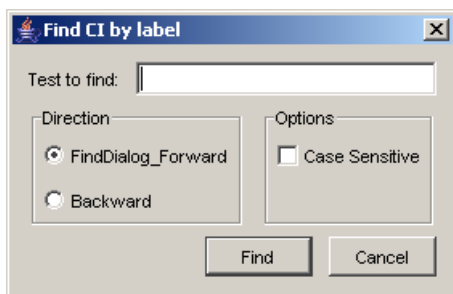 Find CI by label
Test to find:
Direction
Options
FindDialog_Forward
Case Sensitive
Backward
Find
Cancel